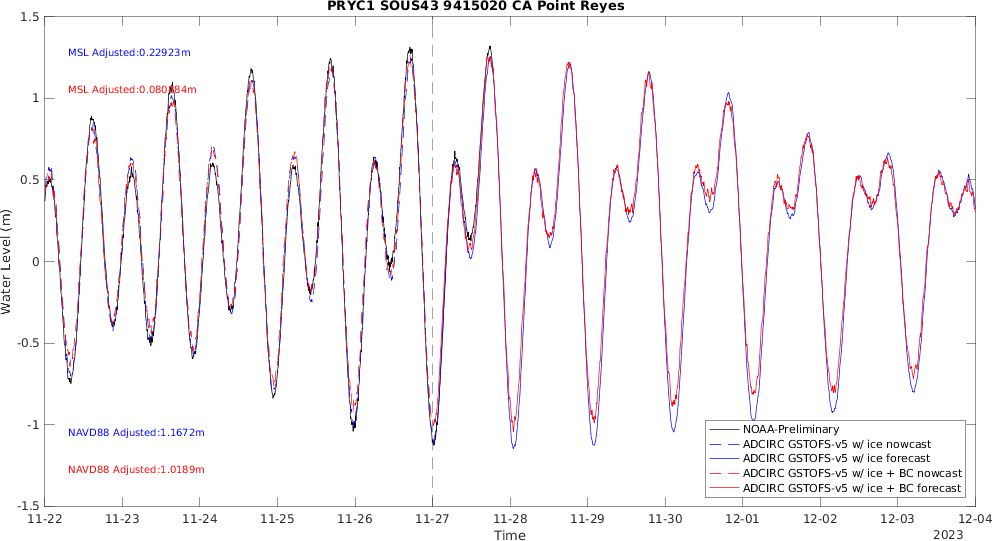 PRYC1 SOUS43 9415020 CA Point Reyes
1.5
1
0.5
0
-0.5
-1
-1.5
Water Level (m)
MSL Adjusted:0.22923m
MSL Adjusted:0.080184m
NAVD88 Adjusted:1.1672m
NAVD88 Adjusted:1.0189m
NOAA-Preliminary
ADCIRC GSTOFS-v5 w/ ice nowcast
ADCIRC GSTOFS-v5 w/ ice forecast
ADCIRC GSTOFS-v5 w/ ice + BC nowcast
ADCIRC GSTOFS-v5 w/ ice + BC forecast
11-22 11-23 11-24 11-25 11-26 11-27 11-28 11-29 11-30 12-01 12-02 12-03 12-04
Time
2023